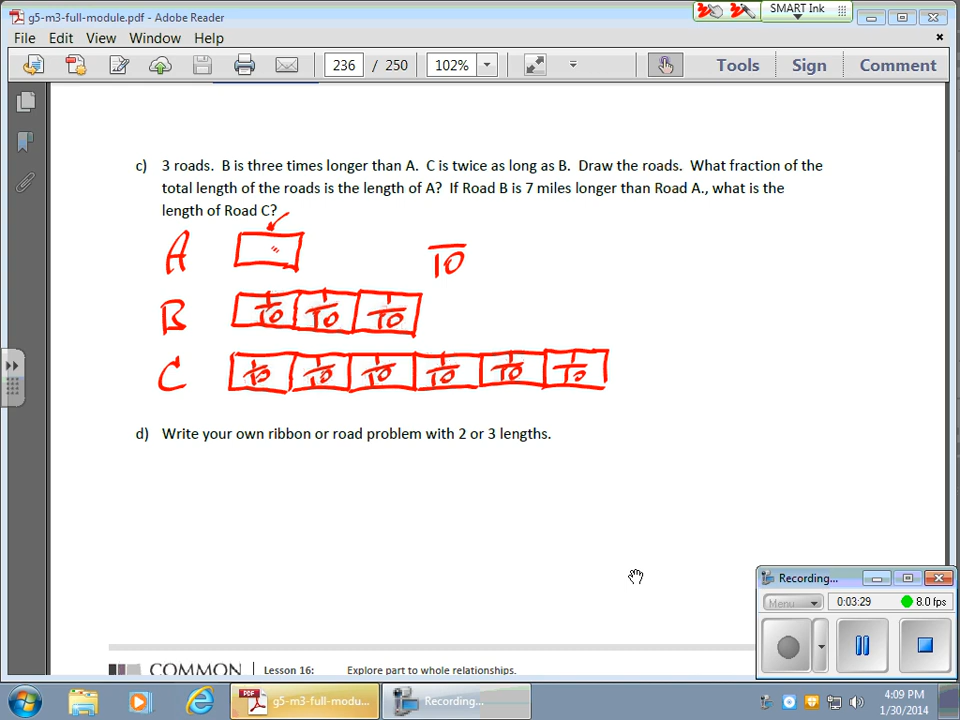 g5-m3-full-module.pdf - Adobe Reader
SMART Ink
File Edit View Window Help
236 / 250 102% Tools Sign Comment
c) 3 roads. B is three times longer than A. C is twice as long as B. Draw the roads. What fraction of the
total length of the roads is the length of A? If Road B is 7 miles longer than Road A., what is the
length of Road C?
A 10
B 1/10 1/10 1/10
C 1/10 1/10 1/10 1/10 1/10 1/10
d) Write your own ribbon or road problem with 2 or 3 lengths.
Recording...
Menu 0:03:29 8.0 fps
COMMON Lesson 16: Explore part to whole relationships.
g5-m3-full-modu... Recording... 4:09 PM
1/30/2014